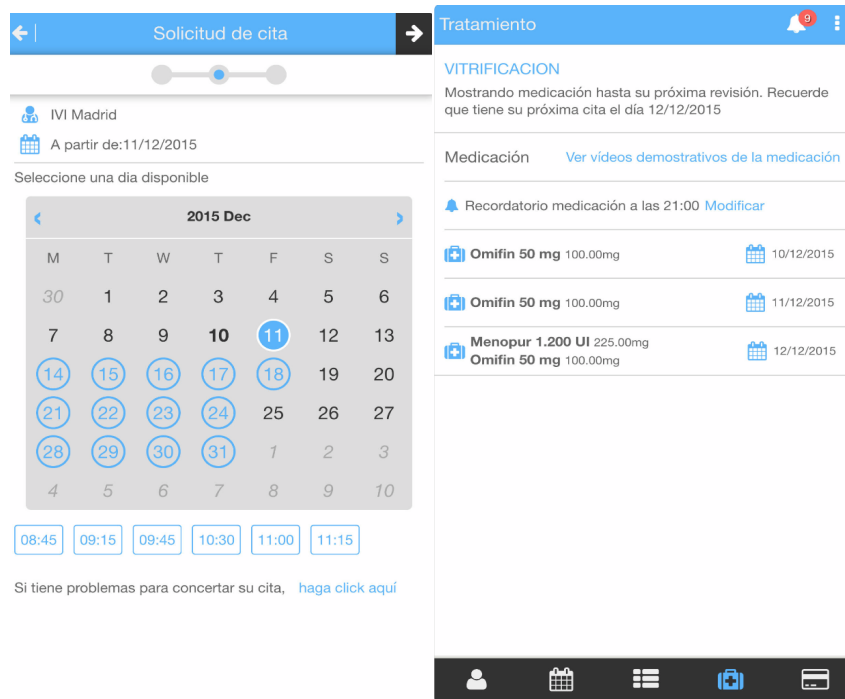 Solicitud de cita
IVI Madrid
A partir de:11/12/2015
Seleccione una dia disponible
2015 Dec
M T W T F S S
30 1 2 3 4 5 6
7 8 9 10 11 12 13
14 15 16 17 18 19 20
21 22 23 24 25 26 27
28 29 30 31 1 2 3
4 5 6 7 8 9 10
08:45 09:15 09:45 10:30 11:00 11:15
Si tiene problemas para concertar su cita, haga click aquí
Tratamiento
9
VITRIFICACION
Mostrando medicación hasta su próxima revisión. Recuerde
que tiene su próxima cita el día 12/12/2015
Medicación Ver vídeos demostrativos de la medicación
Recordatorio medicación a las 21:00 Modificar
Omifin 50 mg 100.00mg 10/12/2015
Omifin 50 mg 100.00mg 11/12/2015
Menopur 1.200 UI 225.00mg
Omifin 50 mg 100.00mg 12/12/2015